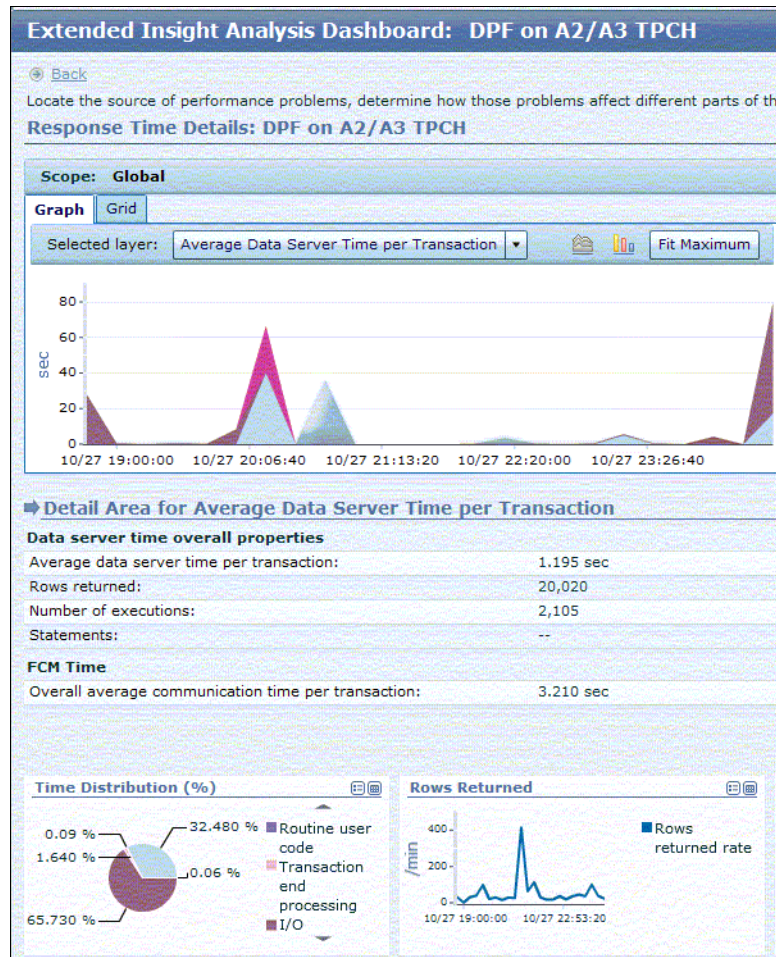 Extended Insight Analysis Dashboard: DPF on A2/A3 TPCH
Back
Locate the source of performance problems, determine how those problems affect different parts of th
Response Time Details: DPF on A2/A3 TPCH
Scope: Global
Graph Grid
Selected layer: Average Data Server Time per Transaction Fit Maximum
80
60
40
20
0
sec
10/27 19:00:00 10/27 20:06:40 10/27 21:13:20 10/27 22:20:00 10/27 23:26:40
Detail Area for Average Data Server Time per Transaction
Data server time overall properties
Average data server time per transaction: 1.195 sec
Rows returned: 20,020
Number of executions: 2,105
Statements: --
FCM Time
Overall average communication time per transaction: 3.210 sec
Time Distribution (%)
0.09 %
1.640 %
65.730 %
32.480 %
0.06 %
Routine user
code
Transaction
end
processing
I/O
Rows Returned
400
200
0
/min
10/27 19:00:00 10/27 22:53:20
Rows
returned rate